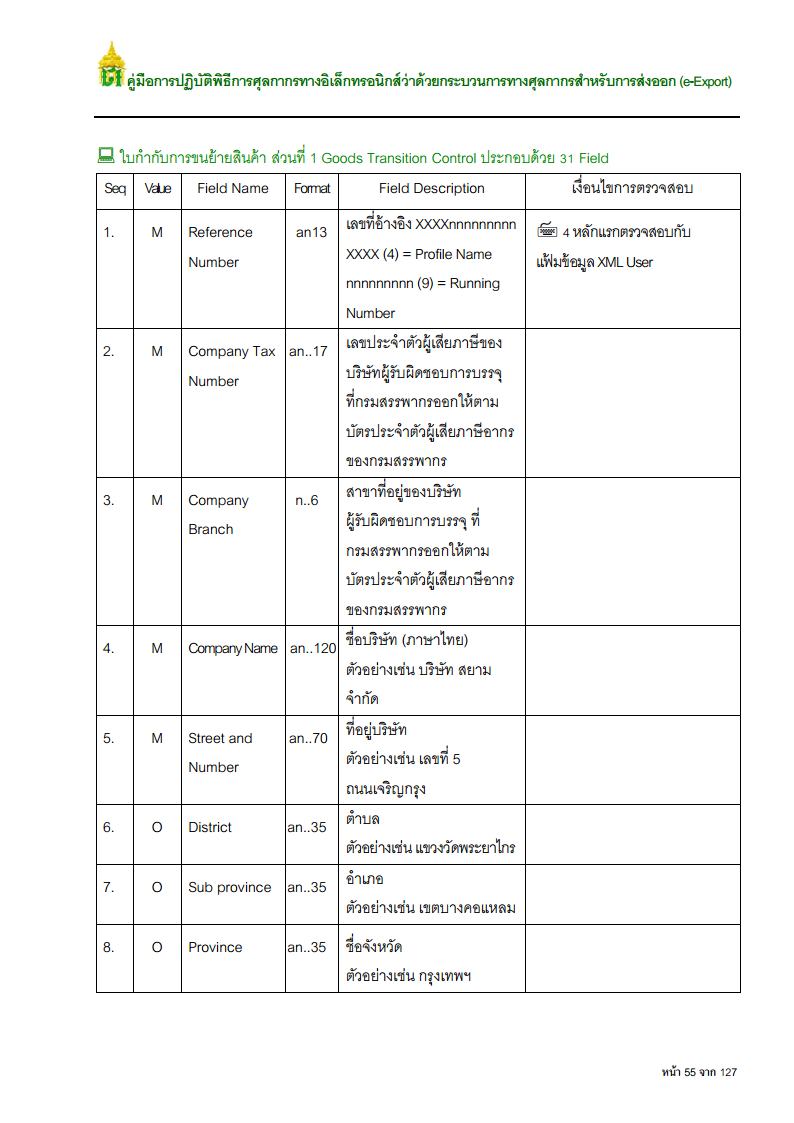 คู่มือการปฏิบัติพิธีการศุลกากรทางอิเล็กทรอนิกส์ว่าด้วยกระบวนการทางศุลกากรสำหรับการส่งออก (e-Export)
ใบกำกับการขนย้ายสินค้า ส่วนที่ 1 Goods Transition Control ประกอบด้วย 31 Field
Seq Value Field Name Format Field Description เงื่อนไขการตรวจสอบ
1. M Reference an13 เลขที่อ้างอิง XXXXnnnnnnnnn 4 หลักแรกตรวจสอบกับ
Number XXXX (4) = Profile Name แฟ้มข้อมูล XML User
nnnnnnnnn (9) = Running
Number
2. M Company Tax an..17 เลขประจำตัวผู้เสียภาษีของ
Number บริษัทผู้รับผิดชอบการบรรจุ
ที่กรมสรรพากรออกให้ตาม
บัตรประจำตัวผู้เสียภาษีอากร
ของกรมสรรพากร
3. M Company n..6 สาขาที่อยู่ของบริษัท
Branch ผู้รับผิดชอบการบรรจุ ที่
กรมสรรพากรออกให้ตาม
บัตรประจำตัวผู้เสียภาษีอากร
ของกรมสรรพากร
4. M Company Name an..120 ชื่อบริษัท (ภาษาไทย)
ตัวอย่างเช่น บริษัท สยาม
จำกัด
5. M Street and an..70 ที่อยู่บริษัท
Number ตัวอย่างเช่น เลขที่ 5
ถนนเจริญกรุง
6. O District an..35 ตำบล
ตัวอย่างเช่น แขวงวัดพระยาไกร
7. O Sub province an..35 อำเภอ
ตัวอย่างเช่น เขตบางคอแหลม
8. O Province an..35 ชื่อจังหวัด
ตัวอย่างเช่น กรุงเทพฯ
หน้า 55 จาก 127